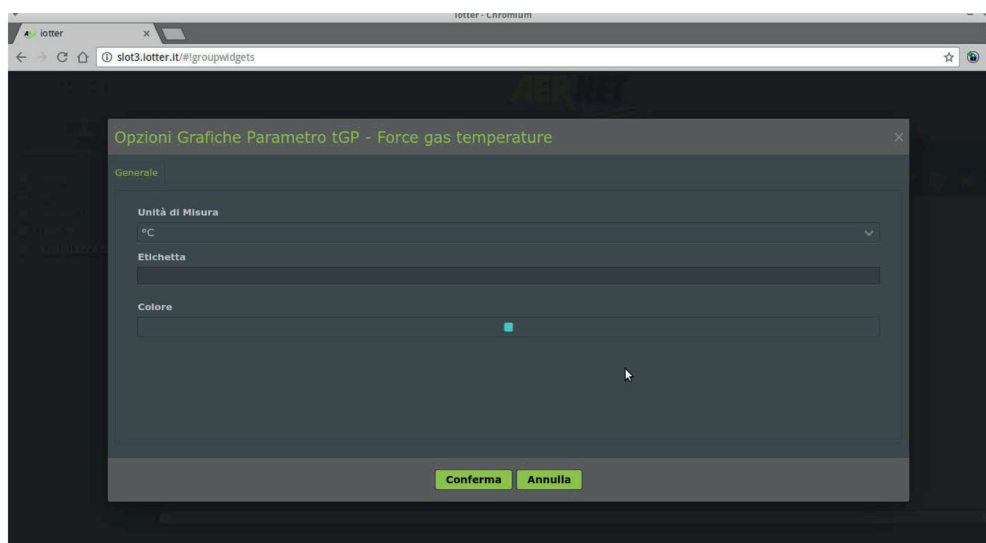 iotter - Chromium
iotter
slot3.iotter.it/#!groupwidgets
AERNET
Opzioni Grafiche Parametro tGP - Force gas temperature
Generale
Unità di Misura
°C
Etichetta
Colore
Conferma
Annulla